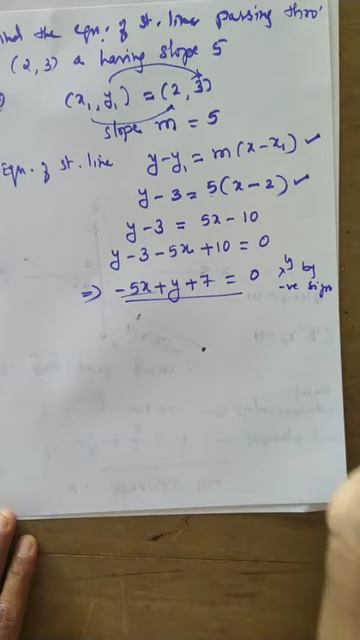 ind the eqn. of st. line passing thro'
(2, 3) & having slope 5
(x₁, y₁) = (2, 3)
slope m = 5
Eqn. of st. line y - y₁ = m(x - x₁) ✓
y - 3 = 5(x - 2) ✓
y - 3 = 5x - 10
y - 3 - 5x + 10 = 0
⇒ -5x + y + 7 = 0 x^y by
-ve sign